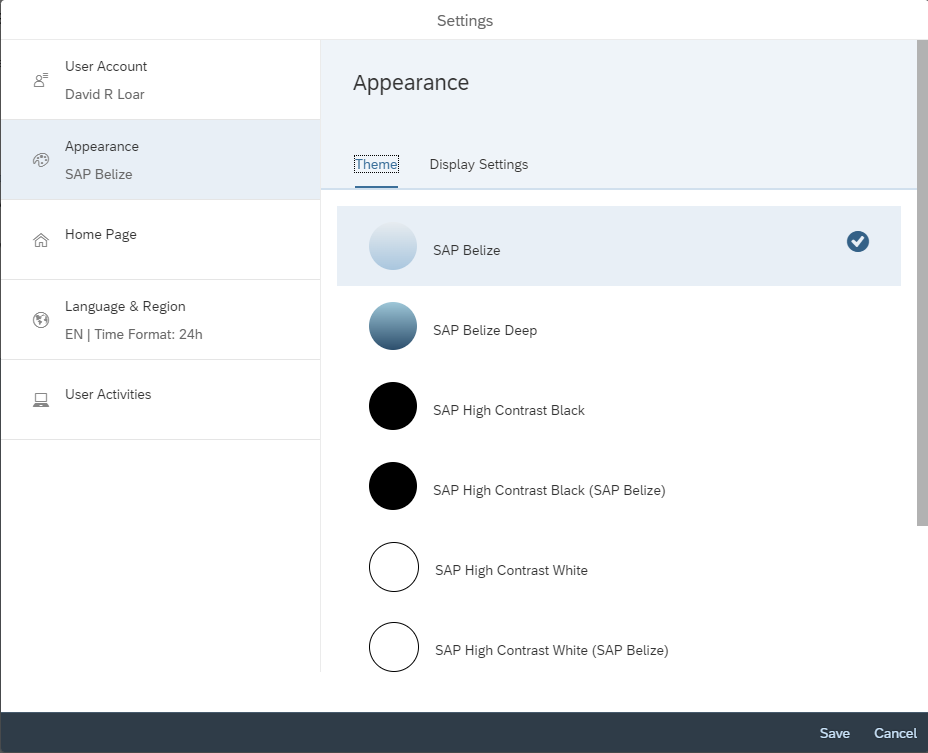 Settings
User Account
David R Loar
Appearance
SAP Belize
Home Page
Language & Region
EN | Time Format: 24h
User Activities
Appearance
Theme
Display Settings
SAP Belize
SAP Belize Deep
SAP High Contrast Black
SAP High Contrast Black (SAP Belize)
SAP High Contrast White
SAP High Contrast White (SAP Belize)
Save
Cancel